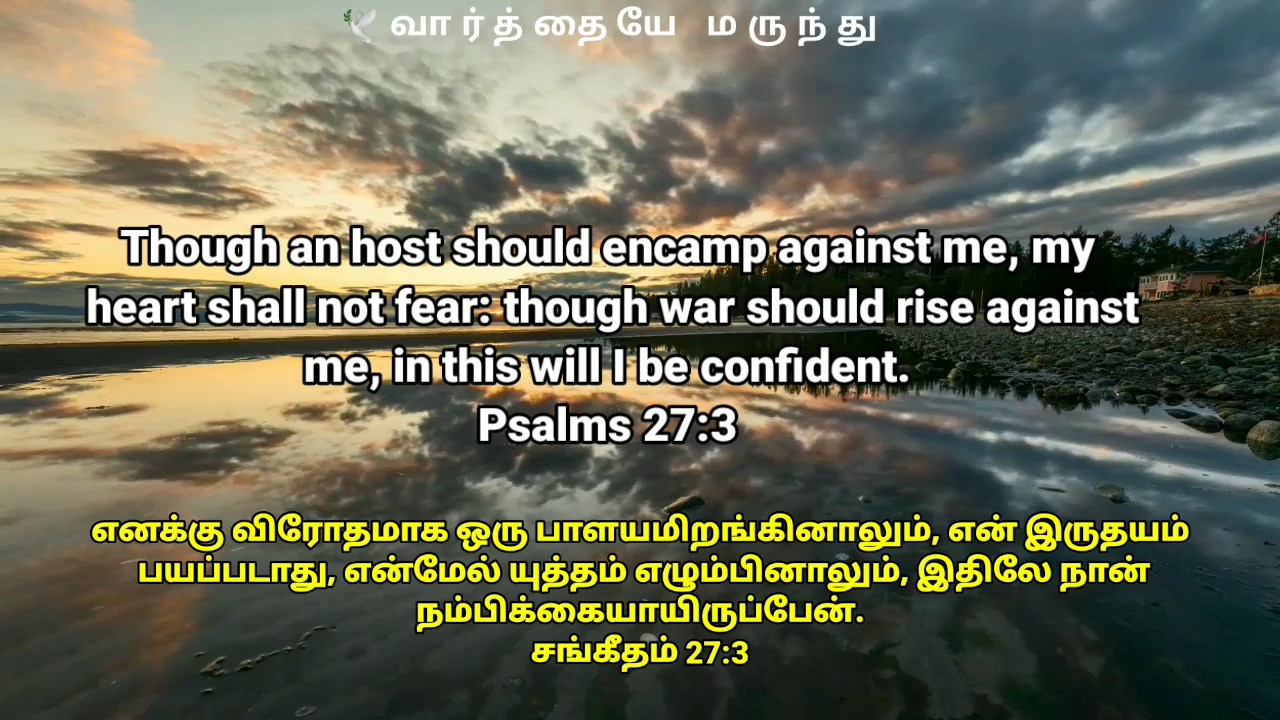 🕊️ வார்த்தையே மருந்து
Though an host should encamp against me, my
heart shall not fear: though war should rise against
me, in this will I be confident.
Psalms 27:3
எனக்கு விரோதமாக ஒரு பாளயமிறங்கினாலும், என் இருதயம்
பயப்படாது, என்மேல் யுத்தம் எழும்பினாலும், இதிலே நான்
நம்பிக்கையாயிருப்பேன்.
சங்கீதம் 27:3